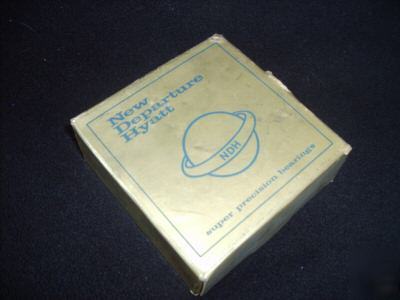 New
Departure
Hyatt
NDH
super precision bearings